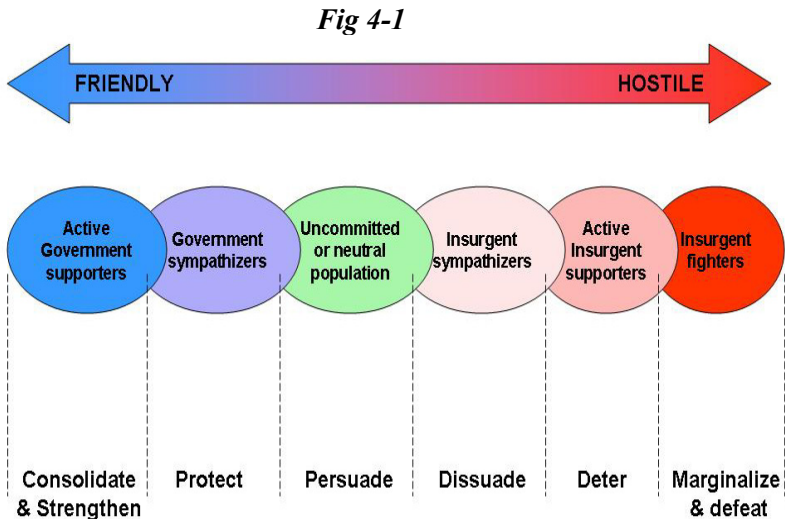 Fig 4-1
FRIENDLY
HOSTILE
Active
Government
supporters
Government
sympathizers
Uncommitted
or neutral
population
Insurgent
sympathizers
Active
Insurgent
supporters
Insurgent
fighters
Consolidate
& Strengthen
Protect
Persuade
Dissuade
Deter
Marginalize
& defeat